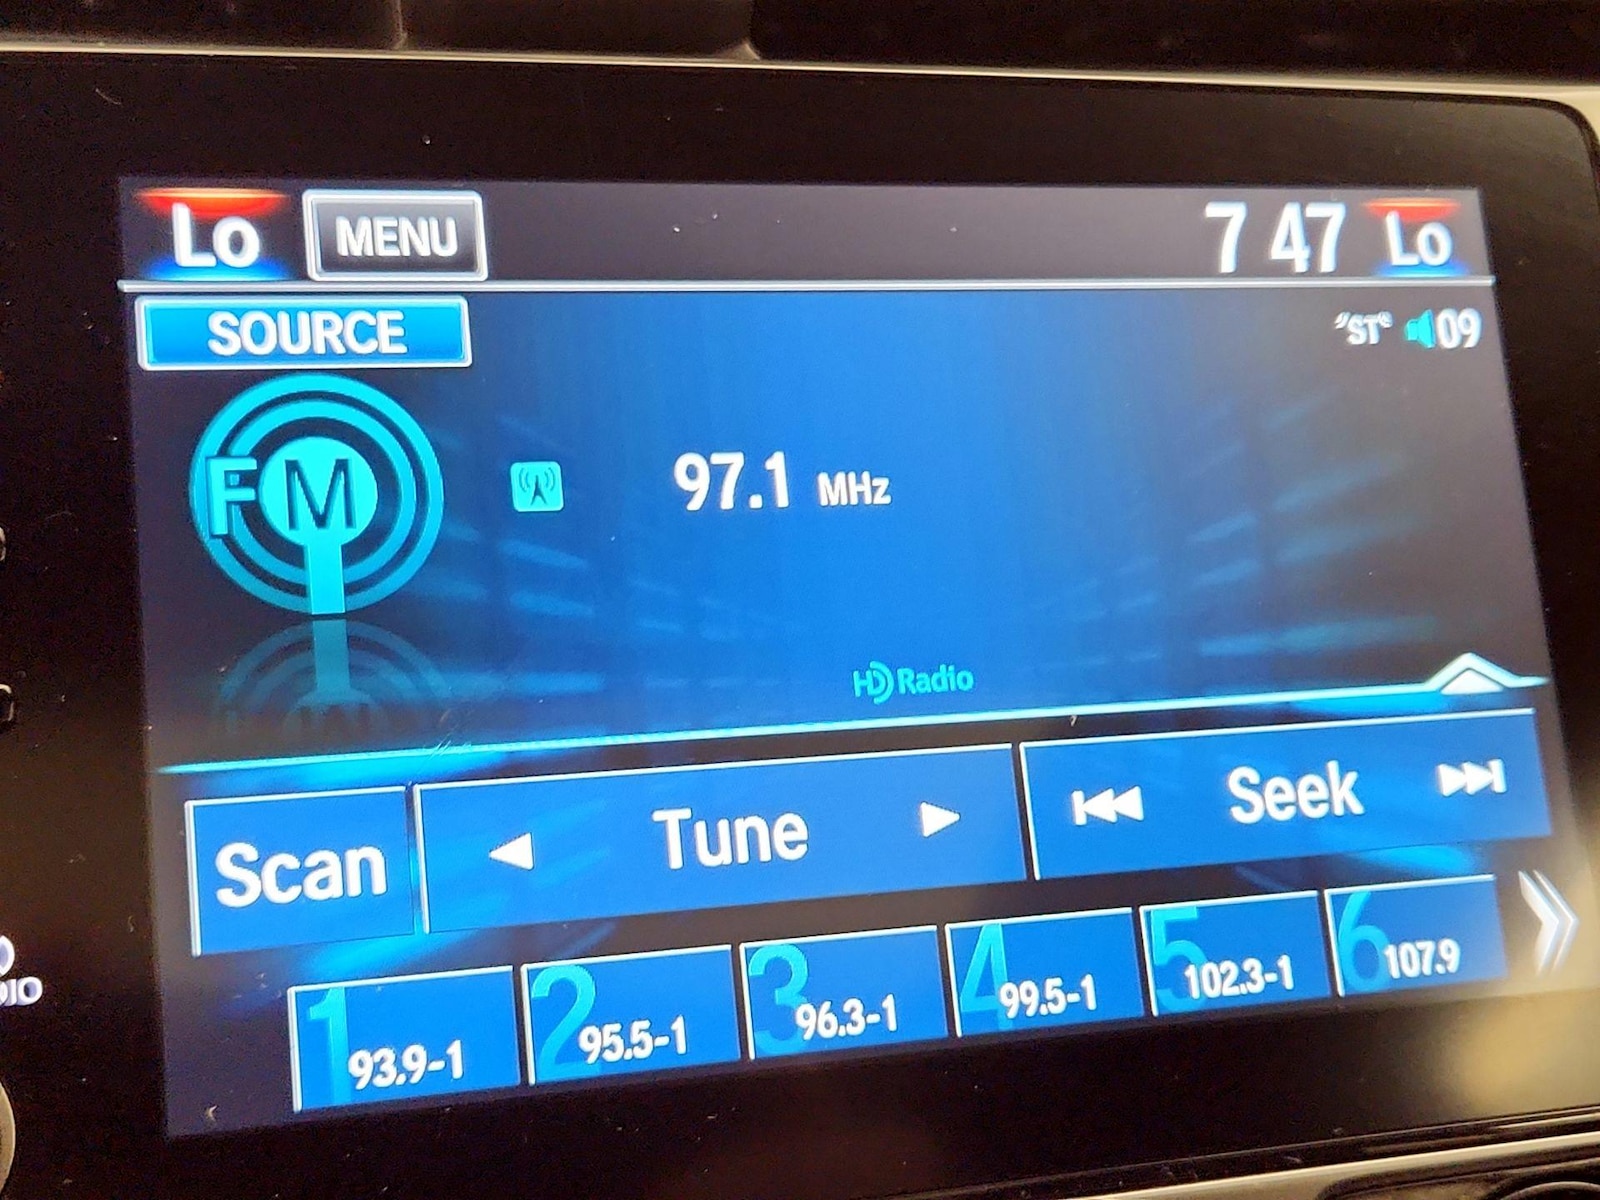 Lo MENU 7 47 Lo
SOURCE "ST" 09
FM 97.1 MHz
HD Radio
Scan Tune Seek
1 93.9-1 2 95.5-1 3 96.3-1 4 99.5-1 5 102.3-1 6 107.9